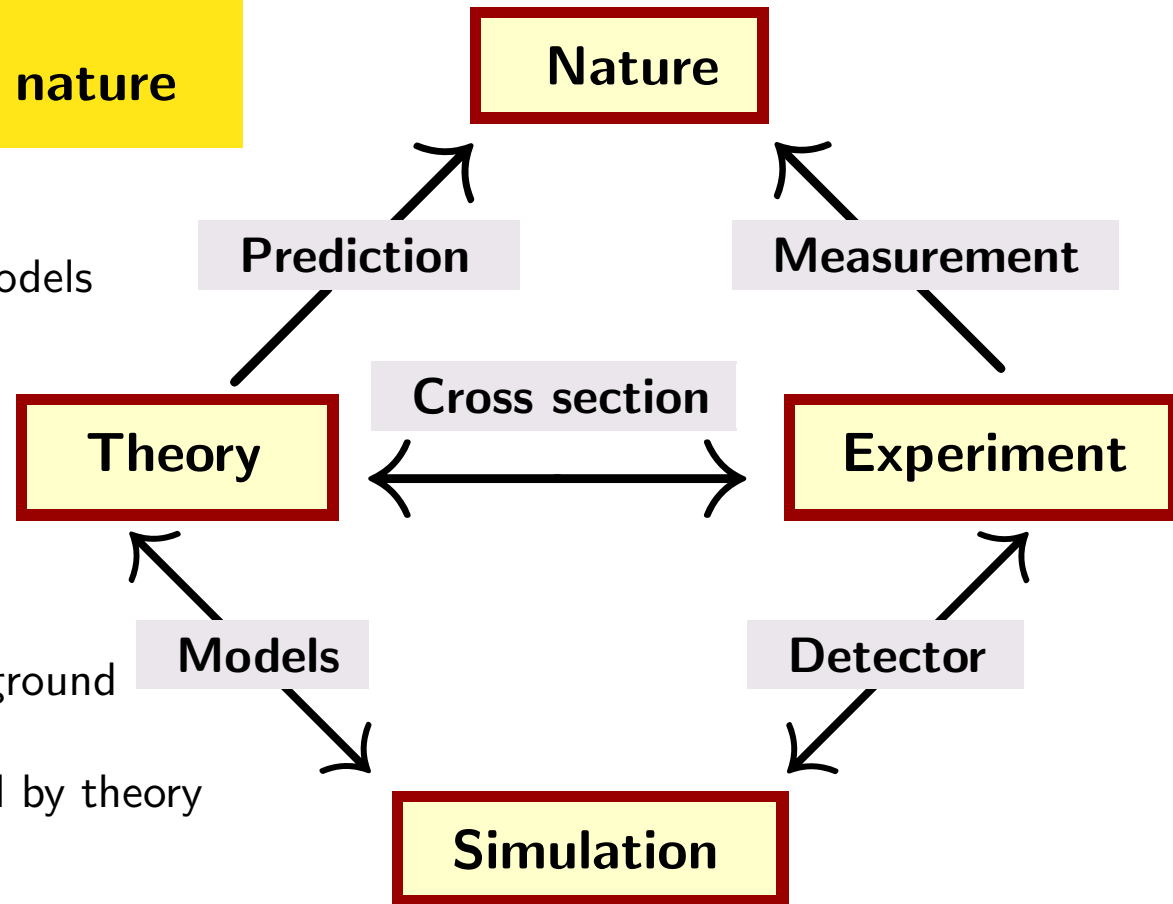 Nature
nature
Prediction
Measurement
odels
Cross section
Theory
Experiment
Models
Detector
ground
by theory
Simulation